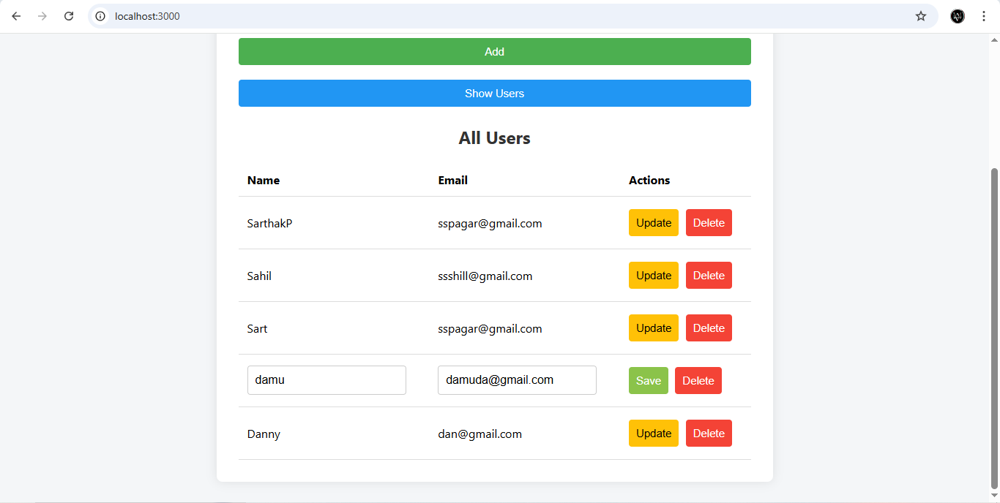 localhost:3000
Add
Show Users
All Users
Name Email Actions
SarthakP sspagar@gmail.com Update Delete
Sahil ssshill@gmail.com Update Delete
Sart sspagar@gmail.com Update Delete
damu damuda@gmail.com Save Delete
Danny dan@gmail.com Update Delete